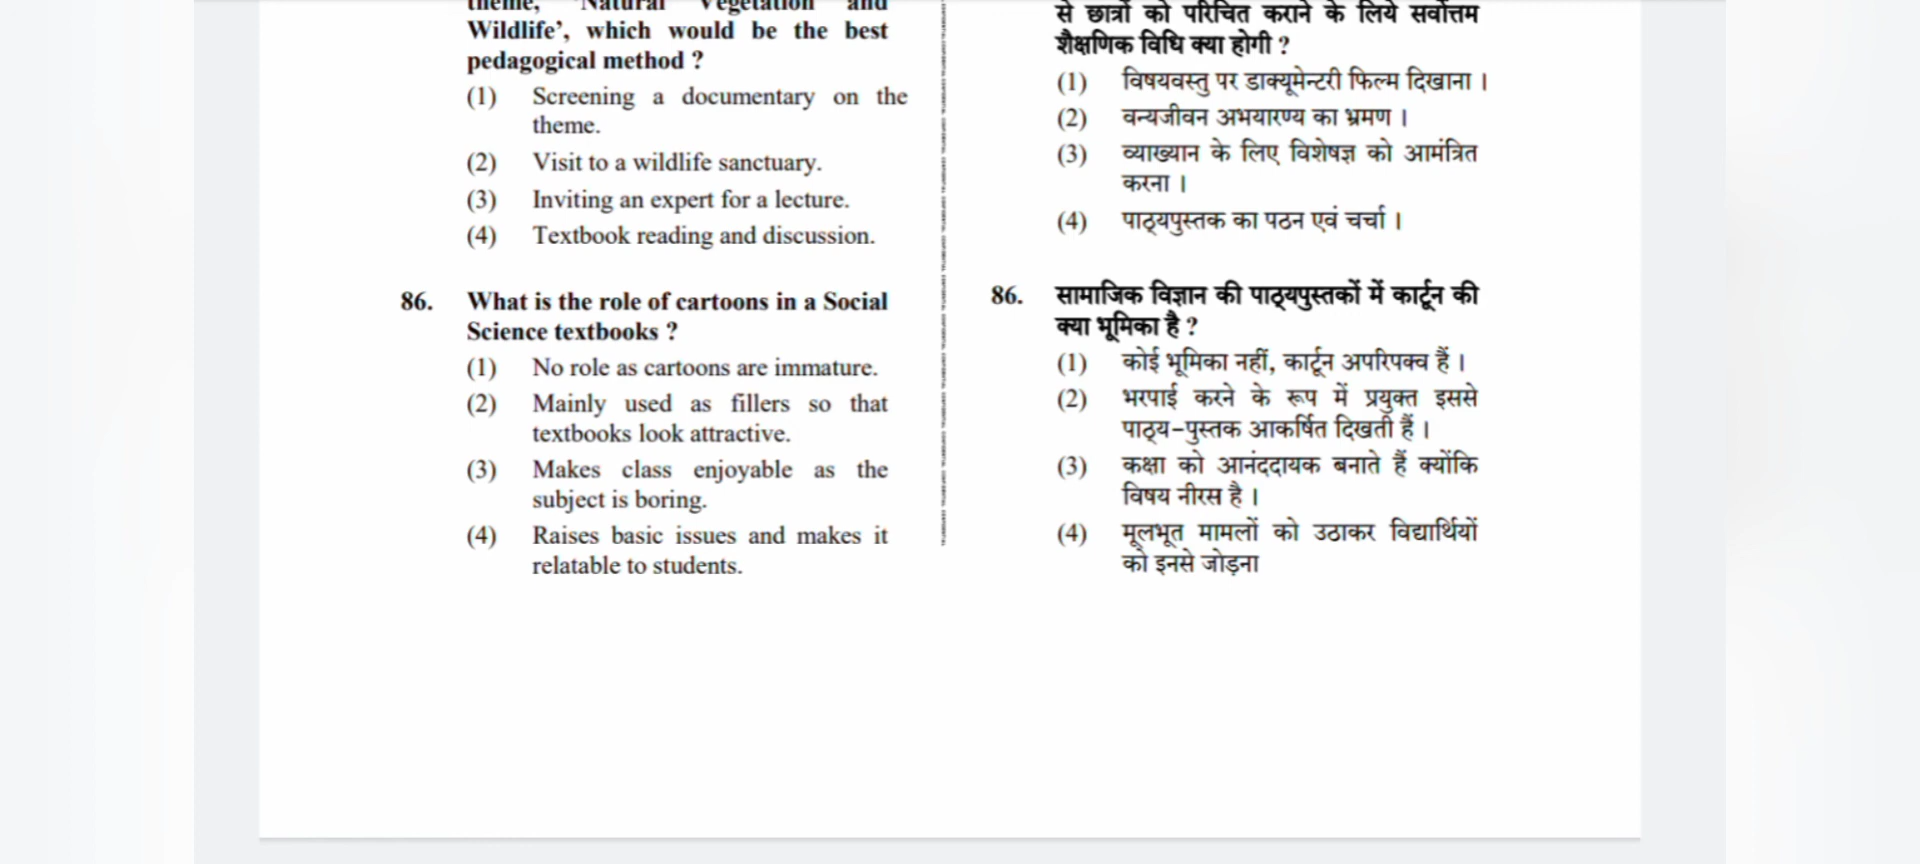 theme, 'Natural Vegetation and
Wildlife', which would be the best
pedagogical method ?
(1) Screening a documentary on the
theme.
(2) Visit to a wildlife sanctuary.
(3) Inviting an expert for a lecture.
(4) Textbook reading and discussion.
86. What is the role of cartoons in a Social
Science textbooks ?
(1) No role as cartoons are immature.
(2) Mainly used as fillers so that
textbooks look attractive.
(3) Makes class enjoyable as the
subject is boring.
(4) Raises basic issues and makes it
relatable to students.
से छात्रों को परिचित कराने के लिये सर्वोत्तम
शैक्षणिक विधि क्या होगी ?
(1) विषयवस्तु पर डाक्यूमेन्टरी फिल्म दिखाना ।
(2) वन्यजीवन अभयारण्य का भ्रमण ।
(3) व्याख्यान के लिए विशेषज्ञ को आमंत्रित
करना ।
(4) पाठ्यपुस्तक का पठन एवं चर्चा ।
86. सामाजिक विज्ञान की पाठ्यपुस्तकों में कार्टून की
क्या भूमिका है ?
(1) कोई भूमिका नहीं, कार्टून अपरिपक्व हैं ।
(2) भरपाई करने के रूप में प्रयुक्त इससे
पाठ्य-पुस्तक आकर्षित दिखती हैं ।
(3) कक्षा को आनंददायक बनाते हैं क्योंकि
विषय नीरस है ।
(4) मूलभूत मामलों को उठाकर विद्यार्थियों
को इनसे जोड़ना